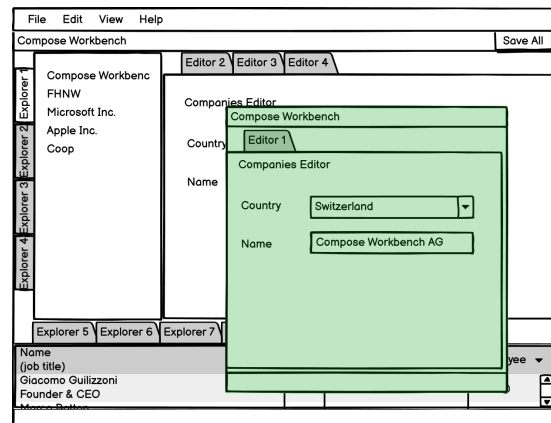 File Edit View Help
Compose Workbench Save All
Editor 2 Editor 3 Editor 4
Explorer 1
Explorer 2
Explorer 3
Explorer 4
Compose Workbenc
FHNW
Microsoft Inc.
Apple Inc.
Coop
Companies Editor
Country
Name
Compose Workbench
Editor 1
Companies Editor
Country Switzerland
Name Compose Workbench AG
Explorer 5 Explorer 6 Explorer 7
Name
(job title)
yee
Giacomo Guilizzoni
Founder & CEO